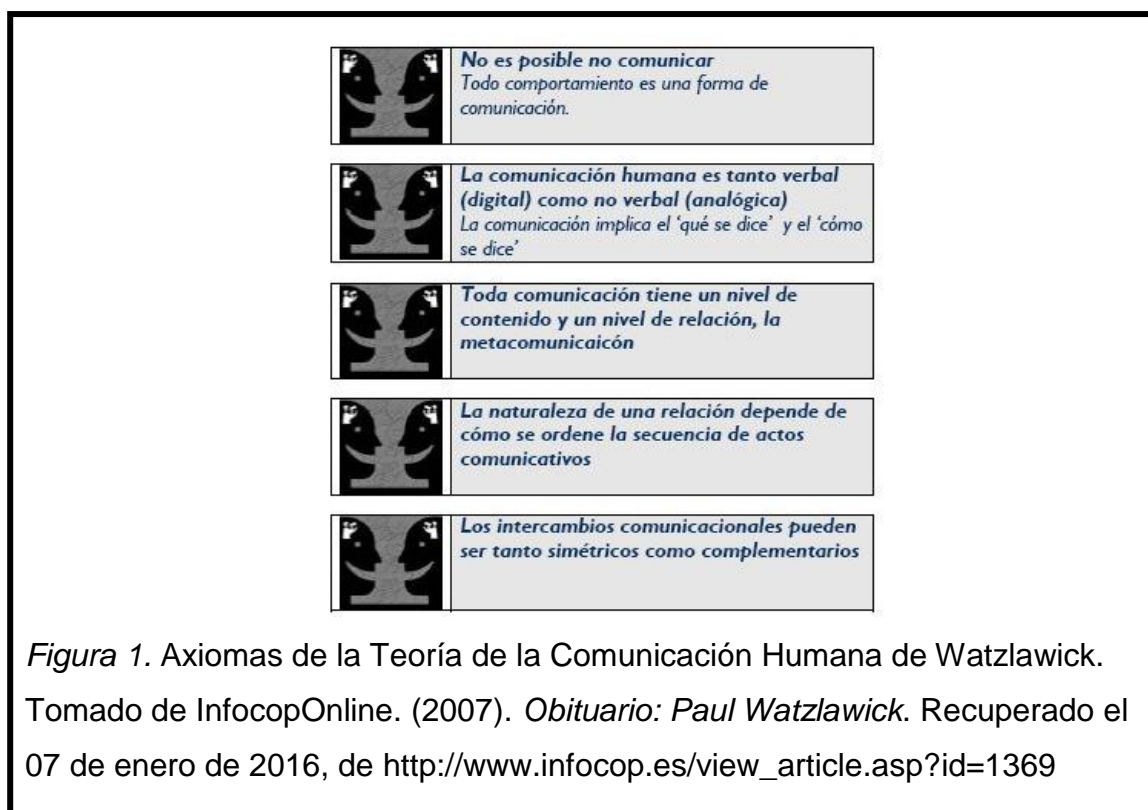 No es posible no comunicar
Todo comportamiento es una forma de
comunicación.
La comunicación humana es tanto verbal
(digital) como no verbal (analógica)
La comunicación implica el ‘qué se dice’ y el ‘cómo
se dice’
Toda comunicación tiene un nivel de
contenido y un nivel de relación, la
metacomunicaicón
La naturaleza de una relación depende de
cómo se ordene la secuencia de actos
comunicativos
Los intercambios comunicacionales pueden
ser tanto simétricos como complementarios
Figura 1. Axiomas de la Teoría de la Comunicación Humana de Watzlawick.
Tomado de InfocopOnline. (2007). Obituario: Paul Watzlawick. Recuperado el
07 de enero de 2016, de http://www.infocop.es/view_article.asp?id=1369